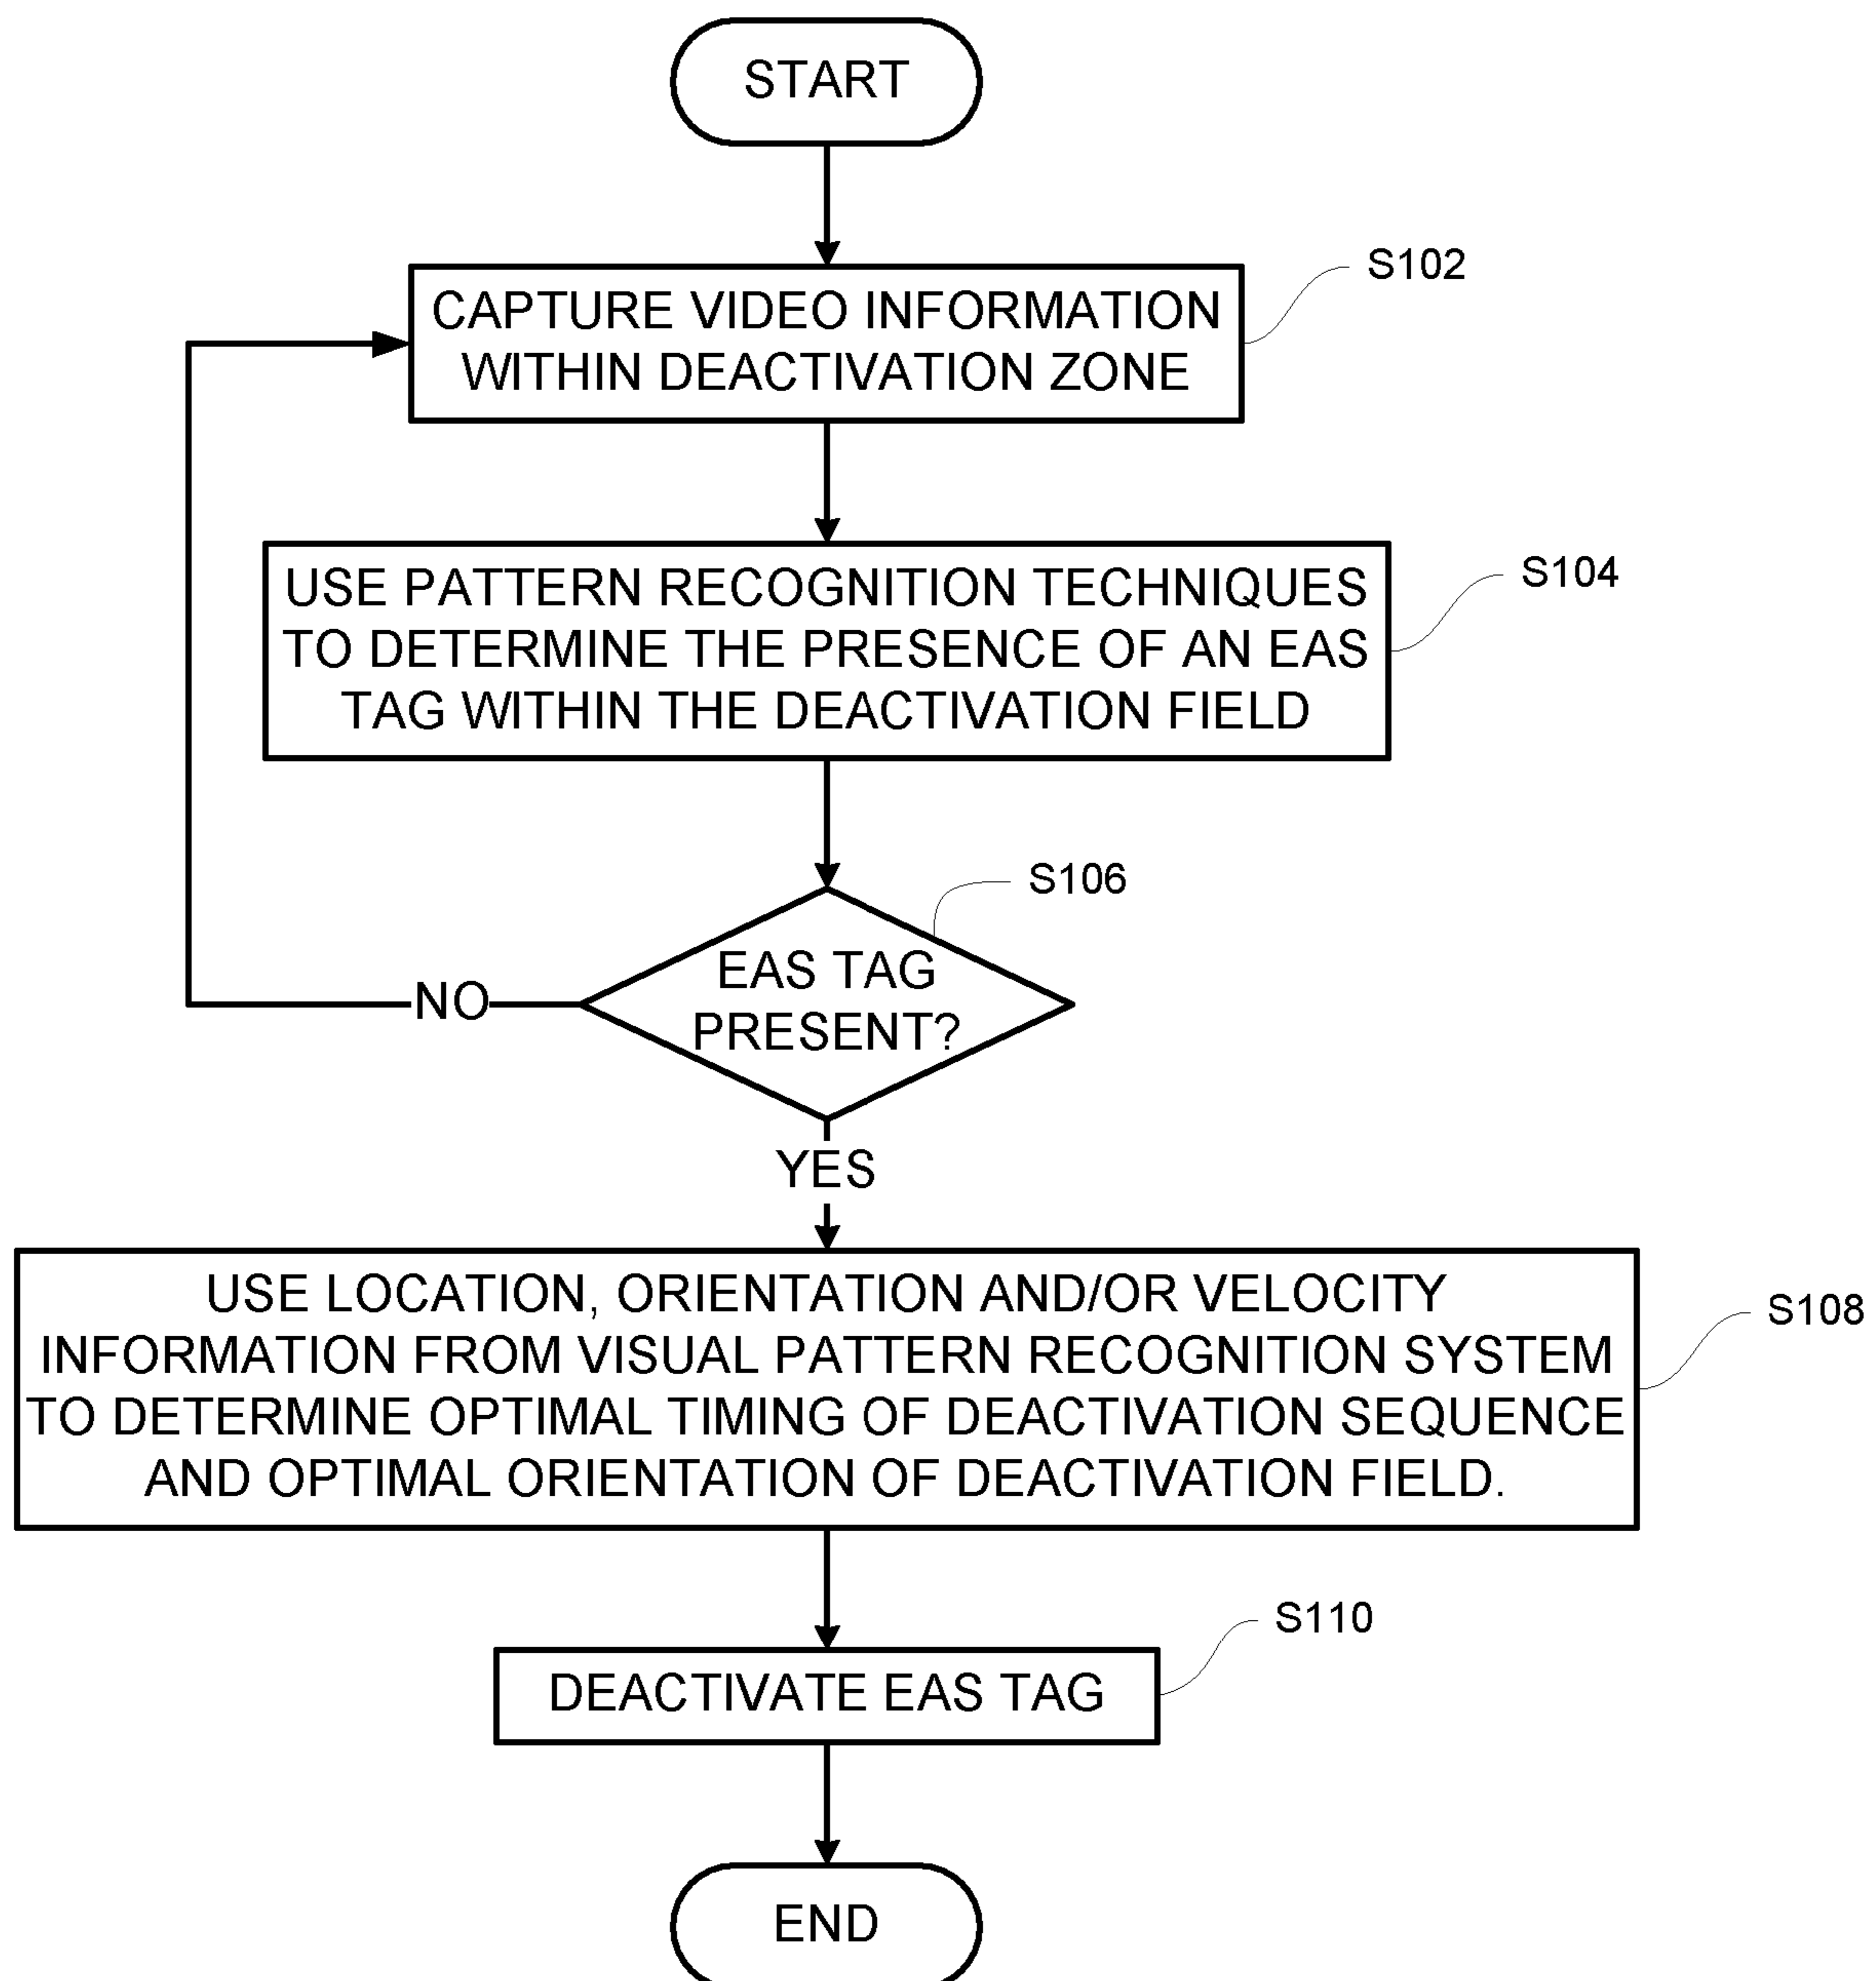 START
S102
CAPTURE VIDEO INFORMATION
WITHIN DEACTIVATION ZONE
S104
USE PATTERN RECOGNITION TECHNIQUES
TO DETERMINE THE PRESENCE OF AN EAS
TAG WITHIN THE DEACTIVATION FIELD
S106
EAS TAG
PRESENT?
NO
YES
USE LOCATION, ORIENTATION AND/OR VELOCITY
INFORMATION FROM VISUAL PATTERN RECOGNITION SYSTEM
TO DETERMINE OPTIMAL TIMING OF DEACTIVATION SEQUENCE
AND OPTIMAL ORIENTATION OF DEACTIVATION FIELD.
S108
S110
DEACTIVATE EAS TAG
END